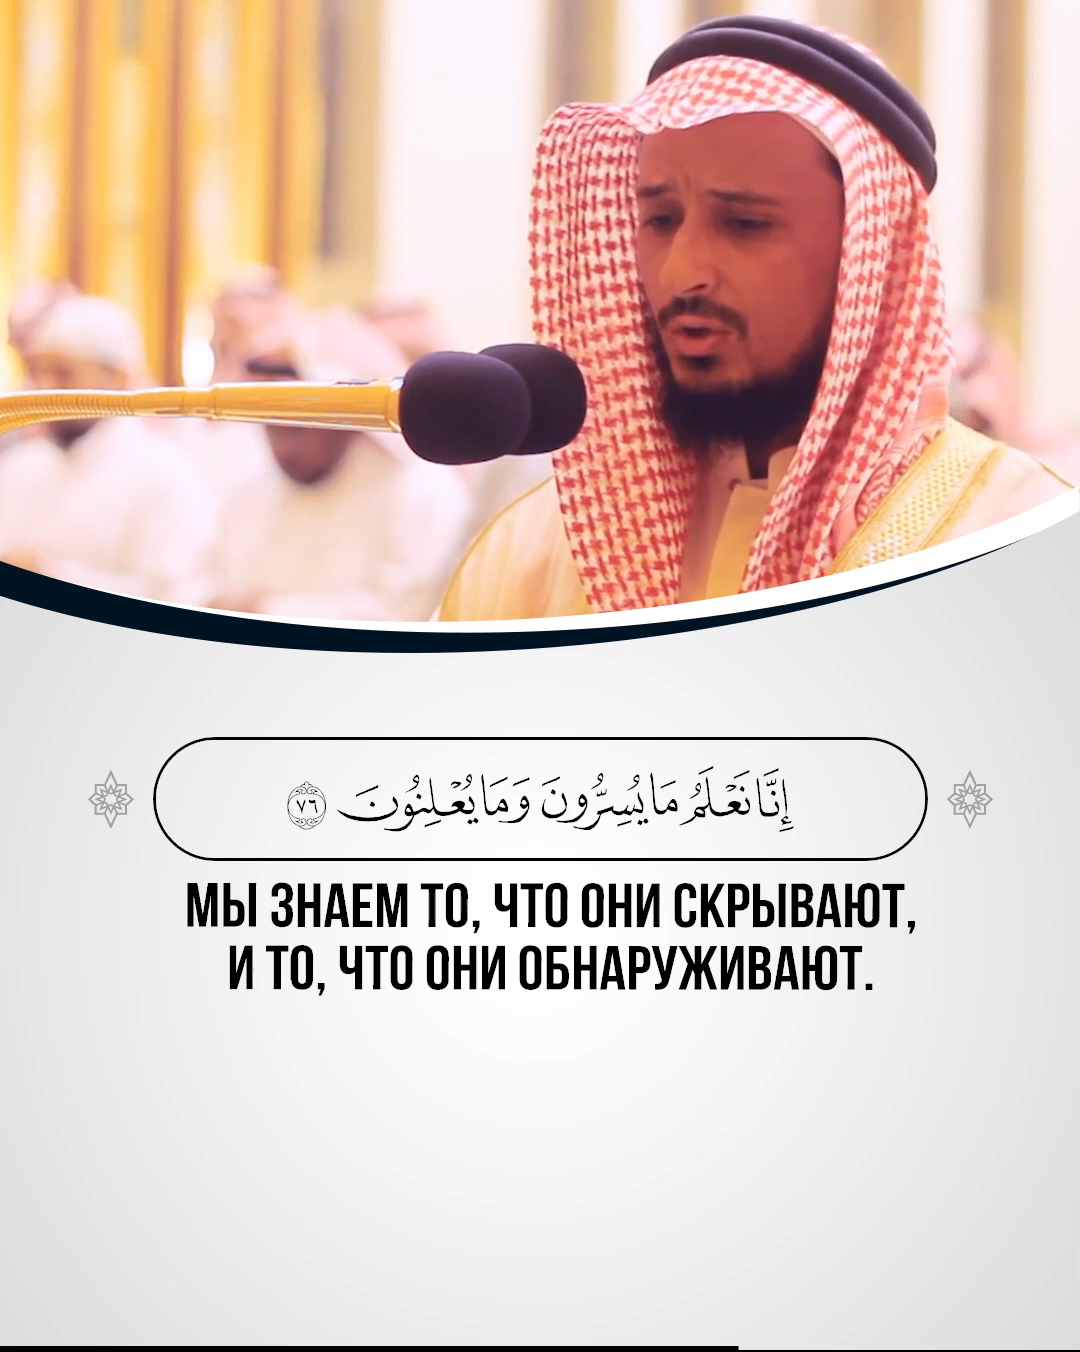 إِنَّا نَعْلَمُ مَا يُسِرُّونَ وَمَا يُعْلِنُونَ ٧٦
МЫ ЗНАЕМ ТО, ЧТО ОНИ СКРЫВАЮТ,
И ТО, ЧТО ОНИ ОБНАРУЖИВАЮТ.